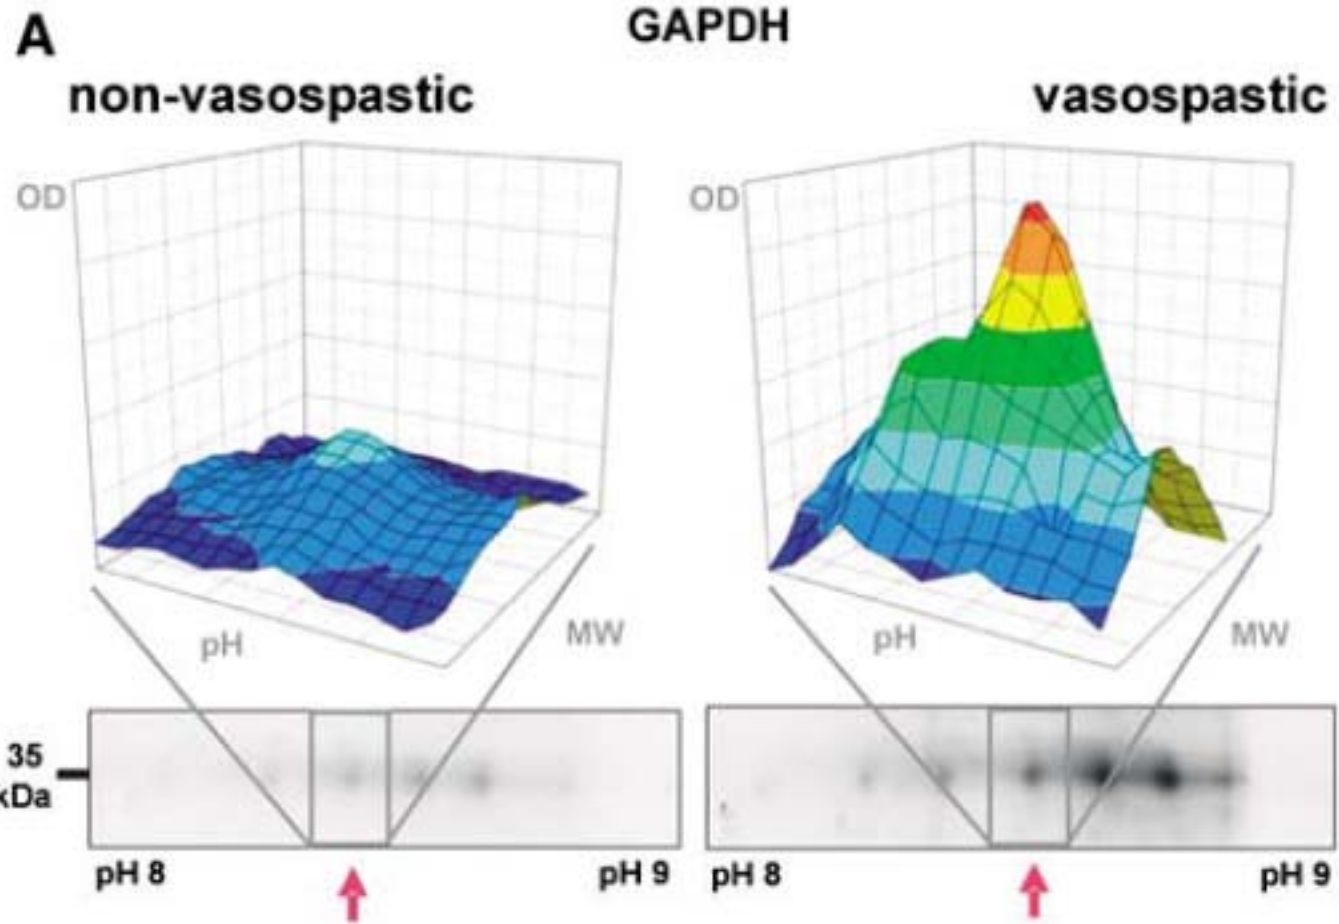 A
GAPDH
non-vasospastic
vasospastic
OD
OD
pH
MW
pH
MW
35
kDa
pH 8
pH 9
pH 8
pH 9